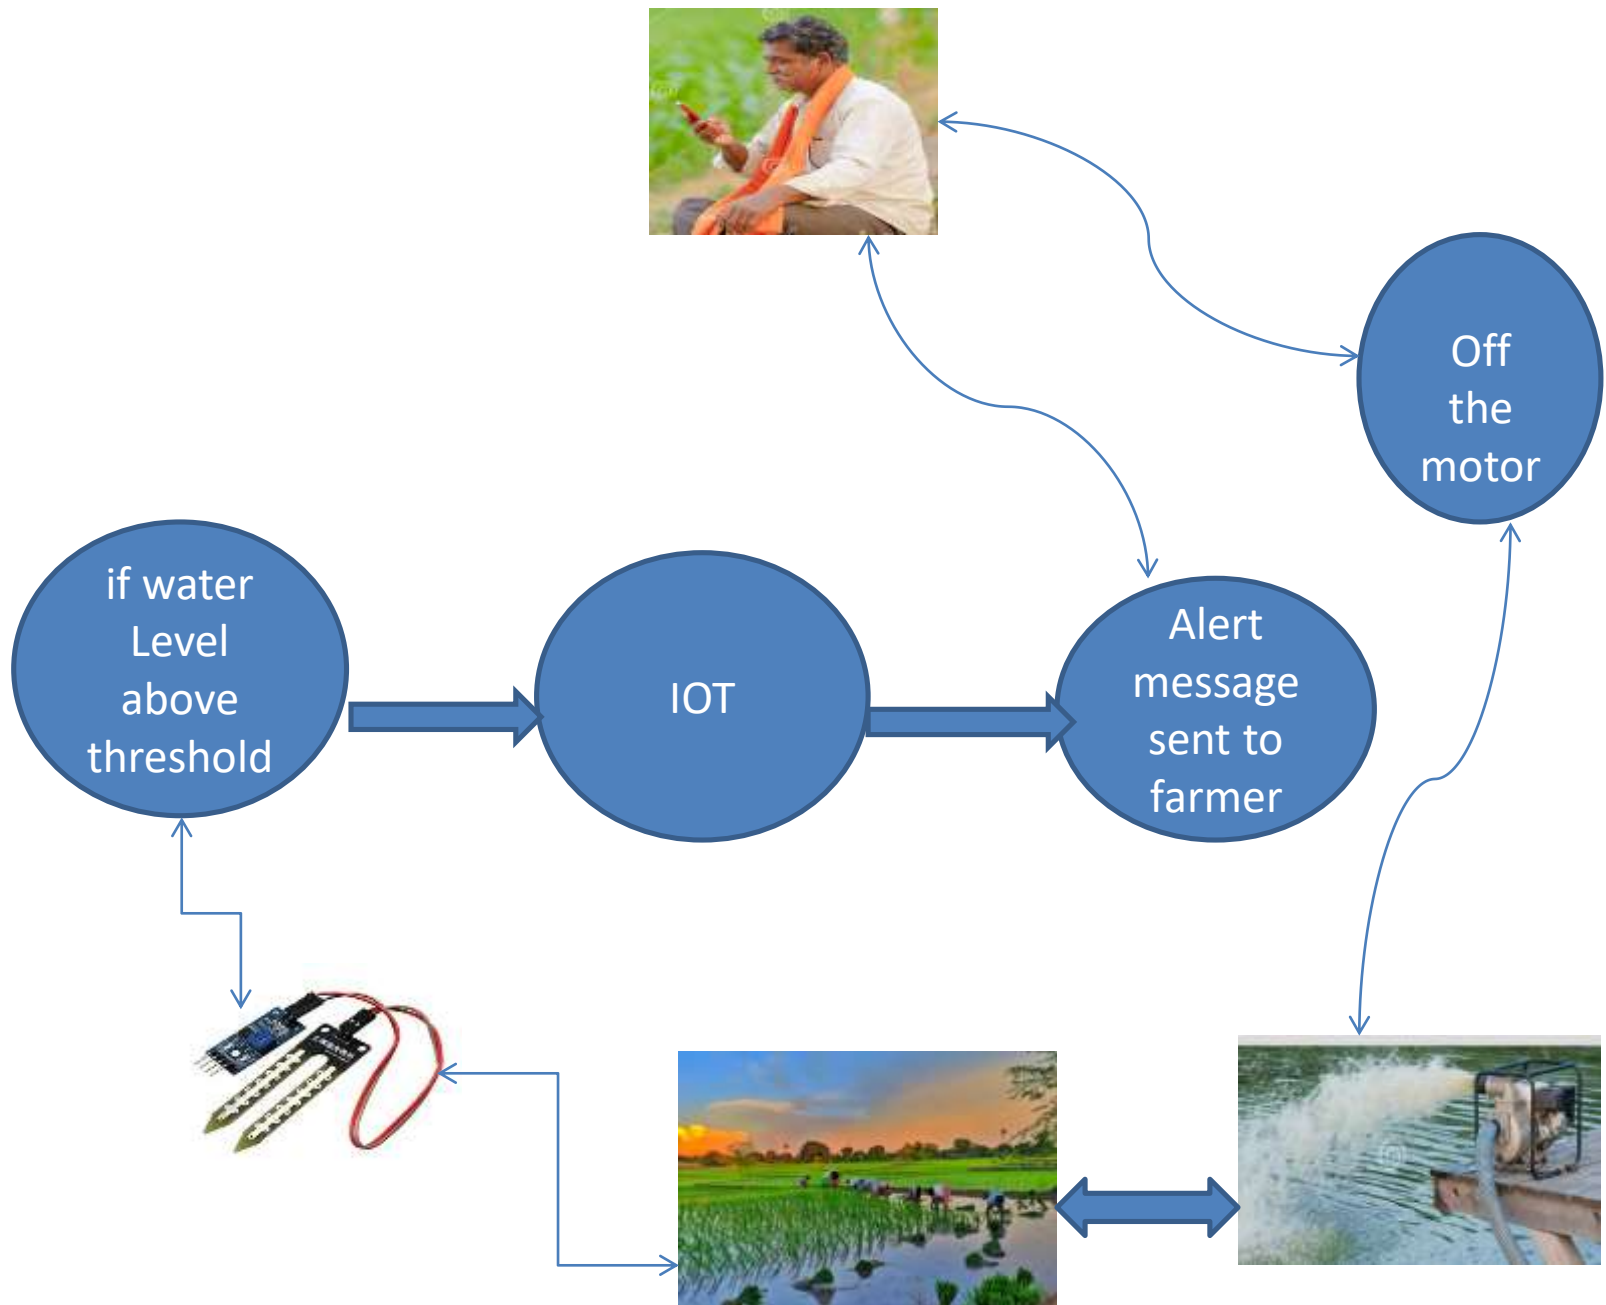 Off
the
motor
if water
Level
above
threshold
IOT
Alert
message
sent to
farmer